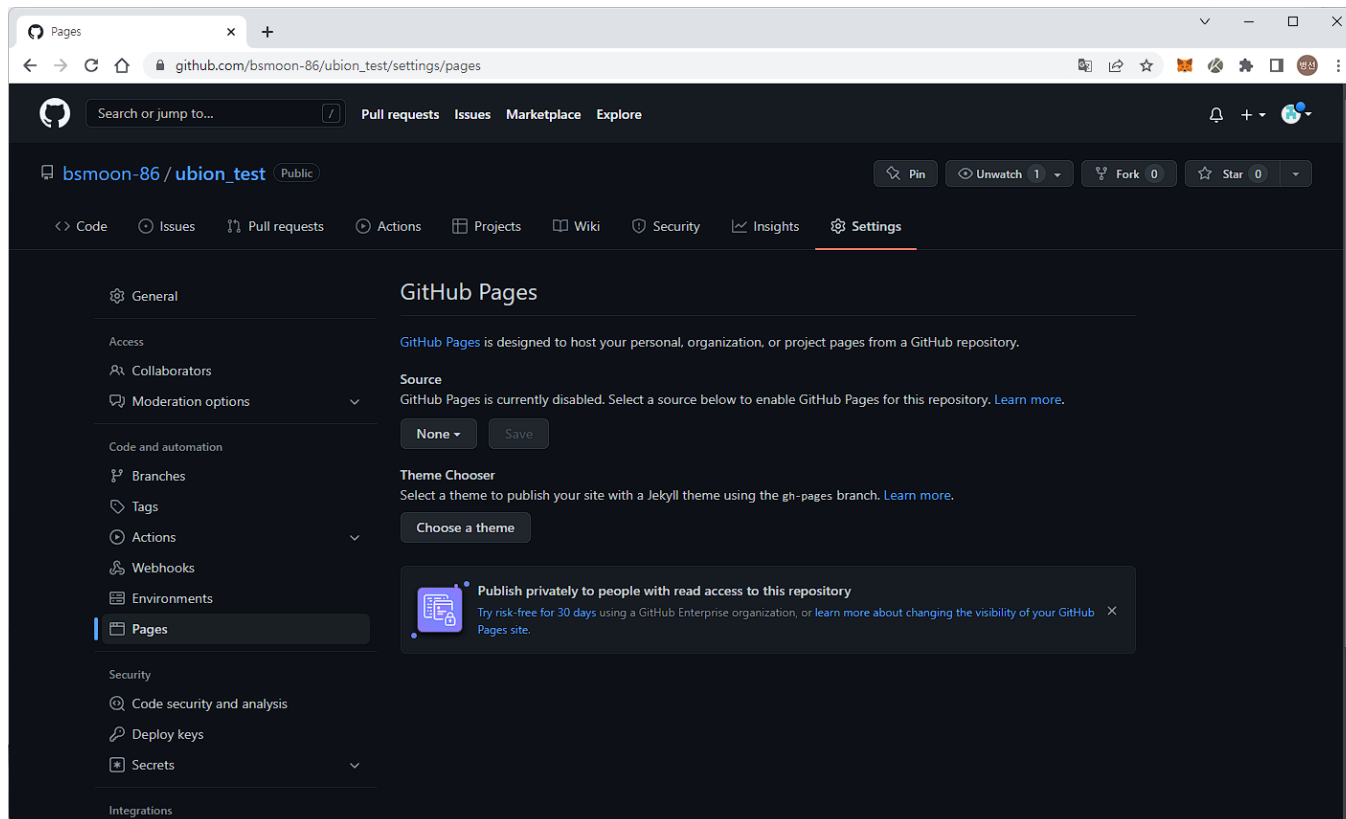 Pages
github.com/bsmoon-86/ubion_test/settings/pages
병선
Search or jump to... /
Pull requests Issues Marketplace Explore
bsmoon-86 / ubion_test Public
Pin Unwatch 1 Fork 0 Star 0
Code Issues Pull requests Actions Projects Wiki Security Insights Settings
General
Access
Collaborators
Moderation options
Code and automation
Branches
Tags
Actions
Webhooks
Environments
Pages
Security
Code security and analysis
Deploy keys
Secrets
Integrations
GitHub Pages
GitHub Pages is designed to host your personal, organization, or project pages from a GitHub repository.
Source
GitHub Pages is currently disabled. Select a source below to enable GitHub Pages for this repository. Learn more.
None Save
Theme Chooser
Select a theme to publish your site with a Jekyll theme using the gh-pages branch. Learn more.
Choose a theme
Publish privately to people with read access to this repository
Try risk-free for 30 days using a GitHub Enterprise organization, or learn more about changing the visibility of your GitHub
Pages site.